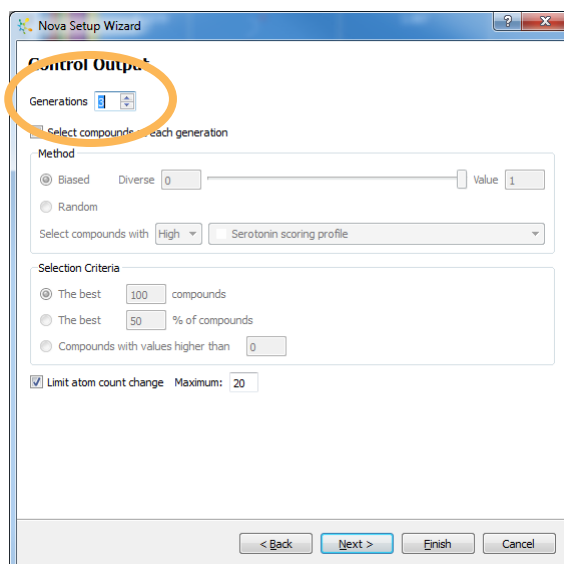 Nova Setup Wizard
Control Output
Generations 3
Select compounds at each generation
Method
Biased Diverse 0 Value 1
Random
Select compounds with High Serotonin scoring profile
Selection Criteria
The best 100 compounds
The best 50 % of compounds
Compounds with values higher than 0
Limit atom count change Maximum: 20
< Back Next > Finish Cancel